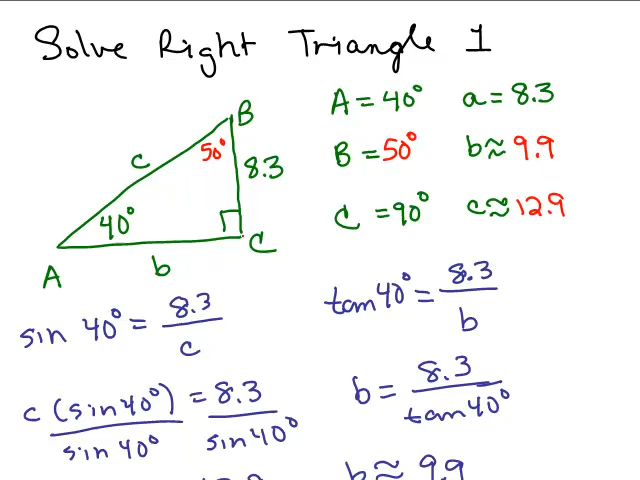 Solve Right Triangle 1
A = 40° a = 8.3
B = 50° b ≈ 9.9
C = 90° c ≈ 12.9
B
50°
c
8.3
40°
C
A
b
sin 40° = 8.3 / c
c (sin 40°) / sin 40° = 8.3 / sin 40°
tan 40° = 8.3 / b
b = 8.3 / tan 40°
b ≈ 9.9